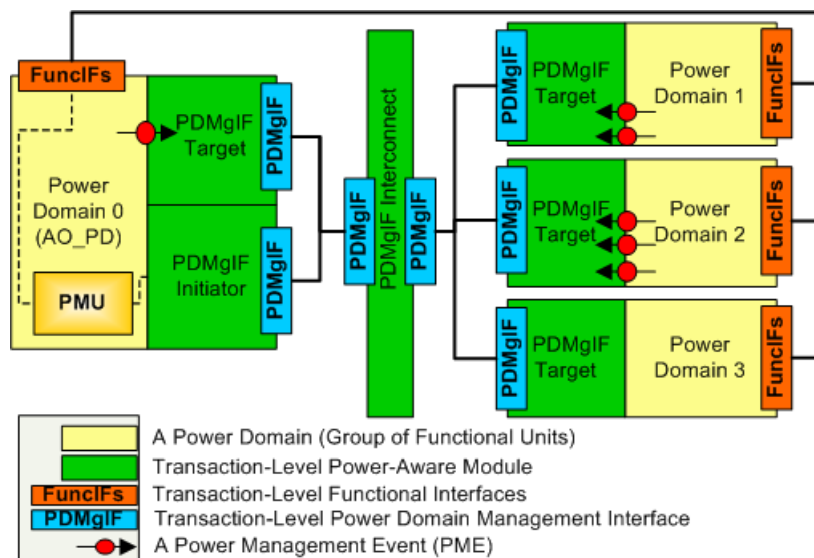 FuncIFs
Power
Domain 0
(AO_PD)
PMU
PDMgIF
Target
PDMgIF
Initiator
PDMgIF
PDMgIF
PDMgIF
PDMgIF Interconnect
PDMgIF
PDMgIF
PDMgIF
Target
Power
Domain 1
FuncIFs
PDMgIF
PDMgIF
Target
Power
Domain 2
FuncIFs
PDMgIF
PDMgIF
Target
Power
Domain 3
FuncIFs
A Power Domain (Group of Functional Units)
Transaction-Level Power-Aware Module
FuncIFs Transaction-Level Functional Interfaces
PDMgIF Transaction-Level Power Domain Management Interface
A Power Management Event (PME)